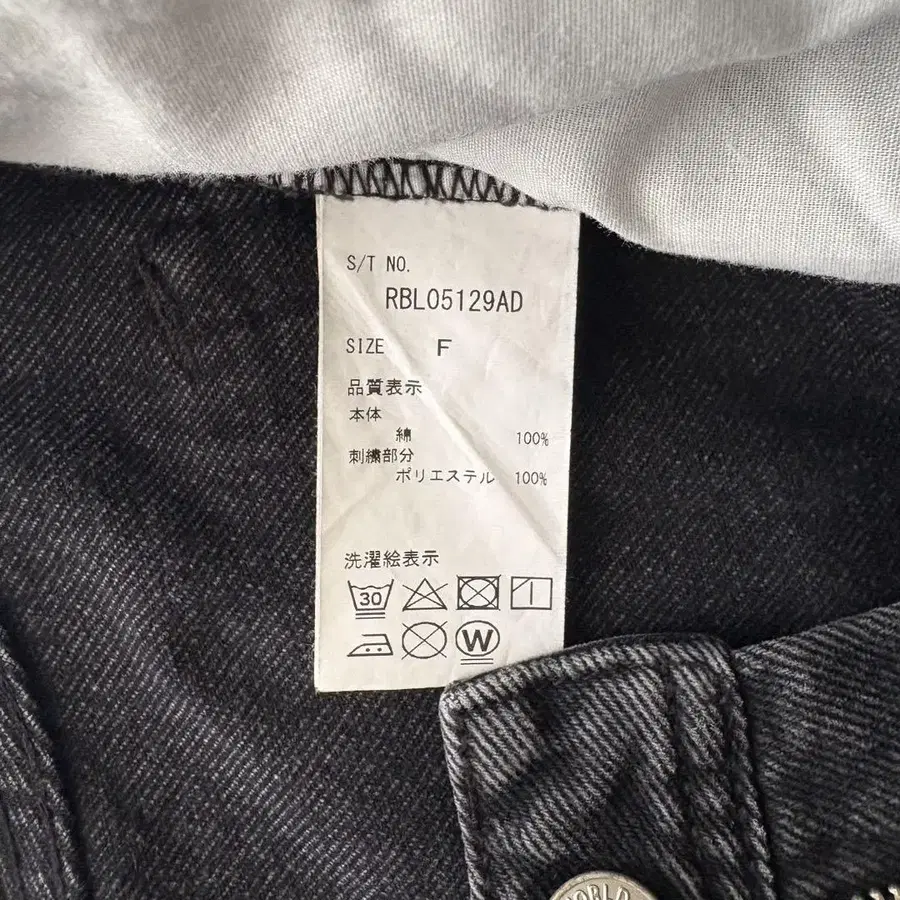 S/T NO.
RBL05129AD
SIZE F
品質表示
本体
綿 100%
刺繍部分
ポリエステル 100%
洗濯絵表示
30
W
WORLD